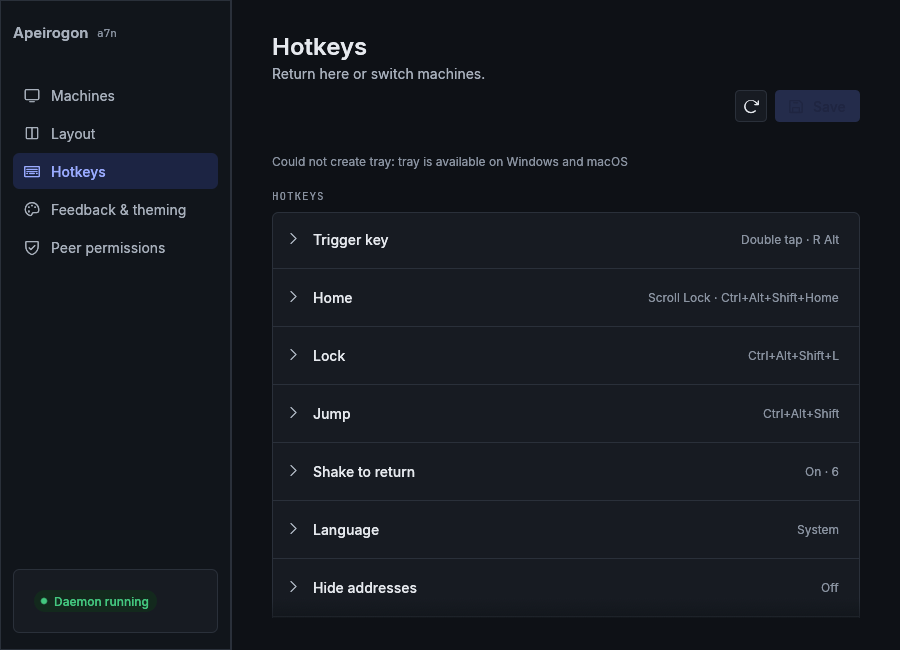 Apeirogon a7n
Machines
Layout
Hotkeys
Feedback & theming
Peer permissions
Daemon running
Hotkeys
Return here or switch machines.
Save
Could not create tray: tray is available on Windows and macOS
HOTKEYS
Trigger key Double tap · R Alt
Home Scroll Lock · Ctrl+Alt+Shift+Home
Lock Ctrl+Alt+Shift+L
Jump Ctrl+Alt+Shift
Shake to return On · 6
Language System
Hide addresses Off